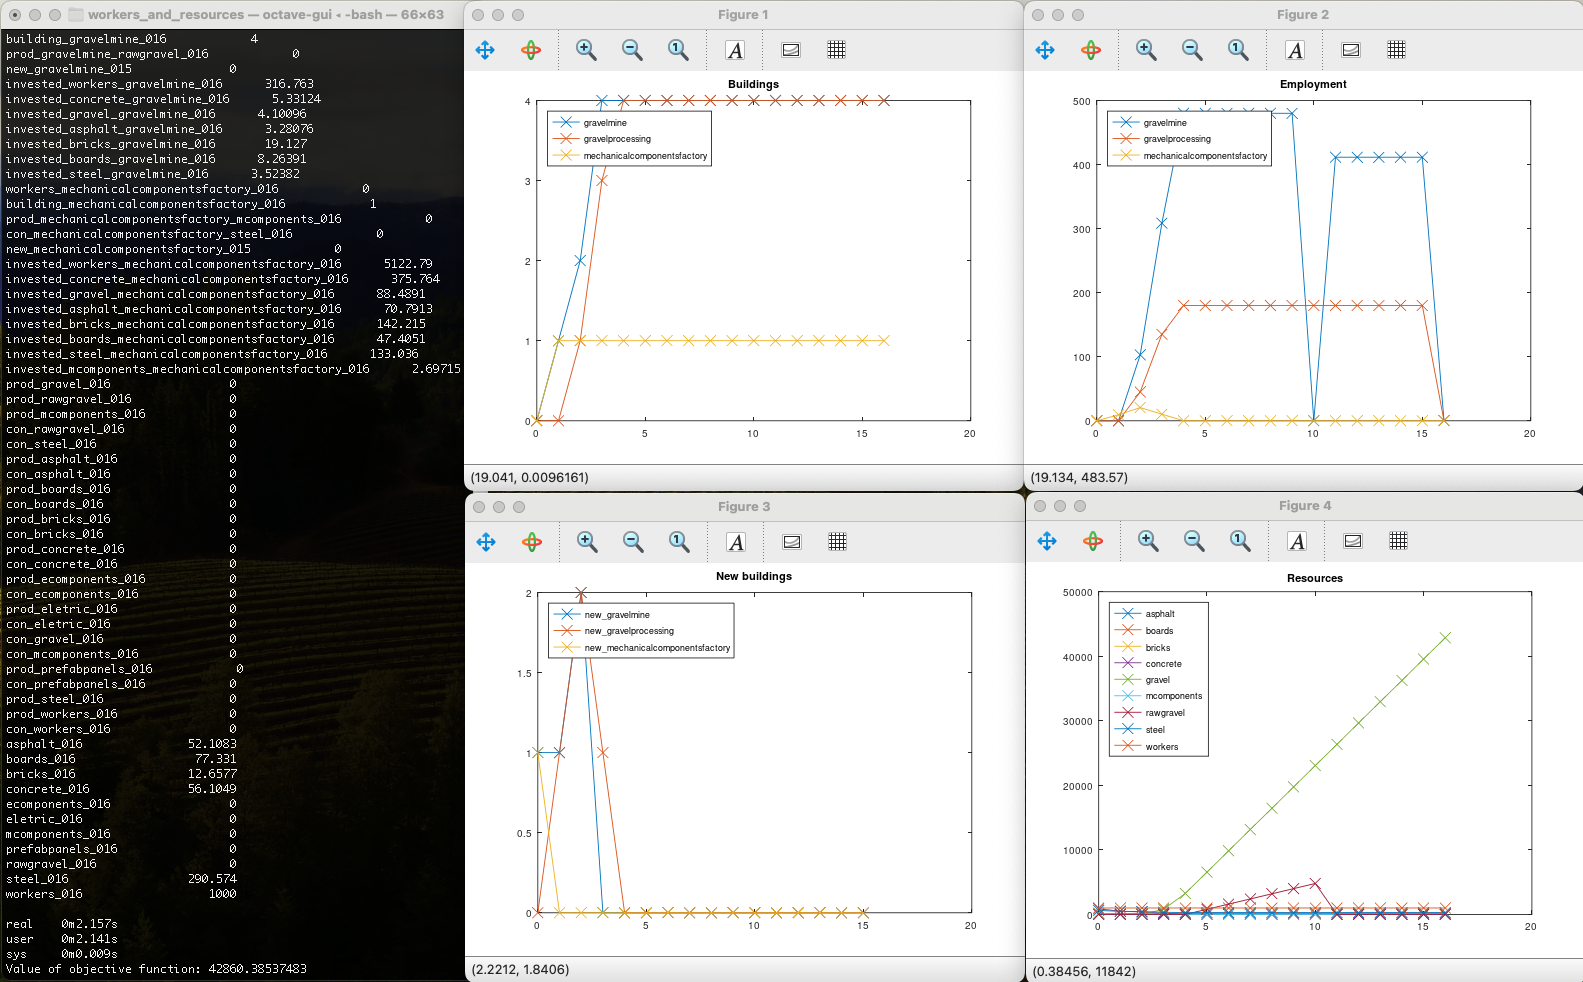 workers_and_resources — octave-gui ◂ -bash — 66×63
building_gravelmine_016 4
prod_gravelmine_rawgravel_016 0
new_gravelmine_015 0
invested_workers_gravelmine_016 316.763
invested_concrete_gravelmine_016 5.33124
invested_gravel_gravelmine_016 4.10096
invested_asphalt_gravelmine_016 3.28076
invested_bricks_gravelmine_016 19.127
invested_boards_gravelmine_016 8.26391
invested_steel_gravelmine_016 3.52382
workers_mechanicalcomponentsfactory_016 0
building_mechanicalcomponentsfactory_016 1
prod_mechanicalcomponentsfactory_mcomponents_016 0
con_mechanicalcomponentsfactory_steel_016 0
new_mechanicalcomponentsfactory_015 0
invested_workers_mechanicalcomponentsfactory_016 5122.79
invested_concrete_mechanicalcomponentsfactory_016 375.764
invested_gravel_mechanicalcomponentsfactory_016 88.4891
invested_asphalt_mechanicalcomponentsfactory_016 70.7913
invested_bricks_mechanicalcomponentsfactory_016 142.215
invested_boards_mechanicalcomponentsfactory_016 47.4051
invested_steel_mechanicalcomponentsfactory_016 133.036
invested_mcomponents_mechanicalcomponentsfactory_016 2.69715
prod_gravel_016 0
prod_rawgravel_016 0
prod_mcomponents_016 0
con_rawgravel_016 0
con_steel_016 0
prod_asphalt_016 0
con_asphalt_016 0
prod_boards_016 0
con_boards_016 0
prod_bricks_016 0
con_bricks_016 0
prod_concrete_016 0
con_concrete_016 0
prod_ecomponents_016 0
con_ecomponents_016 0
prod_eletric_016 0
con_eletric_016 0
con_gravel_016 0
con_mcomponents_016 0
prod_prefabpanels_016 0
con_prefabpanels_016 0
prod_steel_016 0
prod_workers_016 0
con_workers_016 0
asphalt_016 52.1083
boards_016 77.331
bricks_016 12.6577
concrete_016 56.1049
ecomponents_016 0
eletric_016 0
mcomponents_016 0
prefabpanels_016 0
rawgravel_016 0
steel_016 290.574
workers_016 1000
real 0m2.157s
user 0m2.141s
sys 0m0.009s
Value of objective function: 42860.38537483
Figure 1
1
A
Buildings
4
3
2
1
0
gravelmine
gravelprocessing
mechanicalcomponentsfactory
0 5 10 15 20
(19.041, 0.0096161)
Figure 2
1
A
Employment
500
400
300
200
100
0
gravelmine
gravelprocessing
mechanicalcomponentsfactory
0 5 10 15 20
(19.134, 483.57)
Figure 3
1
A
New buildings
2
1.5
1
0.5
0
new_gravelmine
new_gravelprocessing
new_mechanicalcomponentsfactory
0 5 10 15 20
(2.2212, 1.8406)
Figure 4
1
A
Resources
50000
40000
30000
20000
10000
0
asphalt
boards
bricks
concrete
gravel
mcomponents
rawgravel
steel
workers
0 5 10 15 20
(0.38456, 11842)